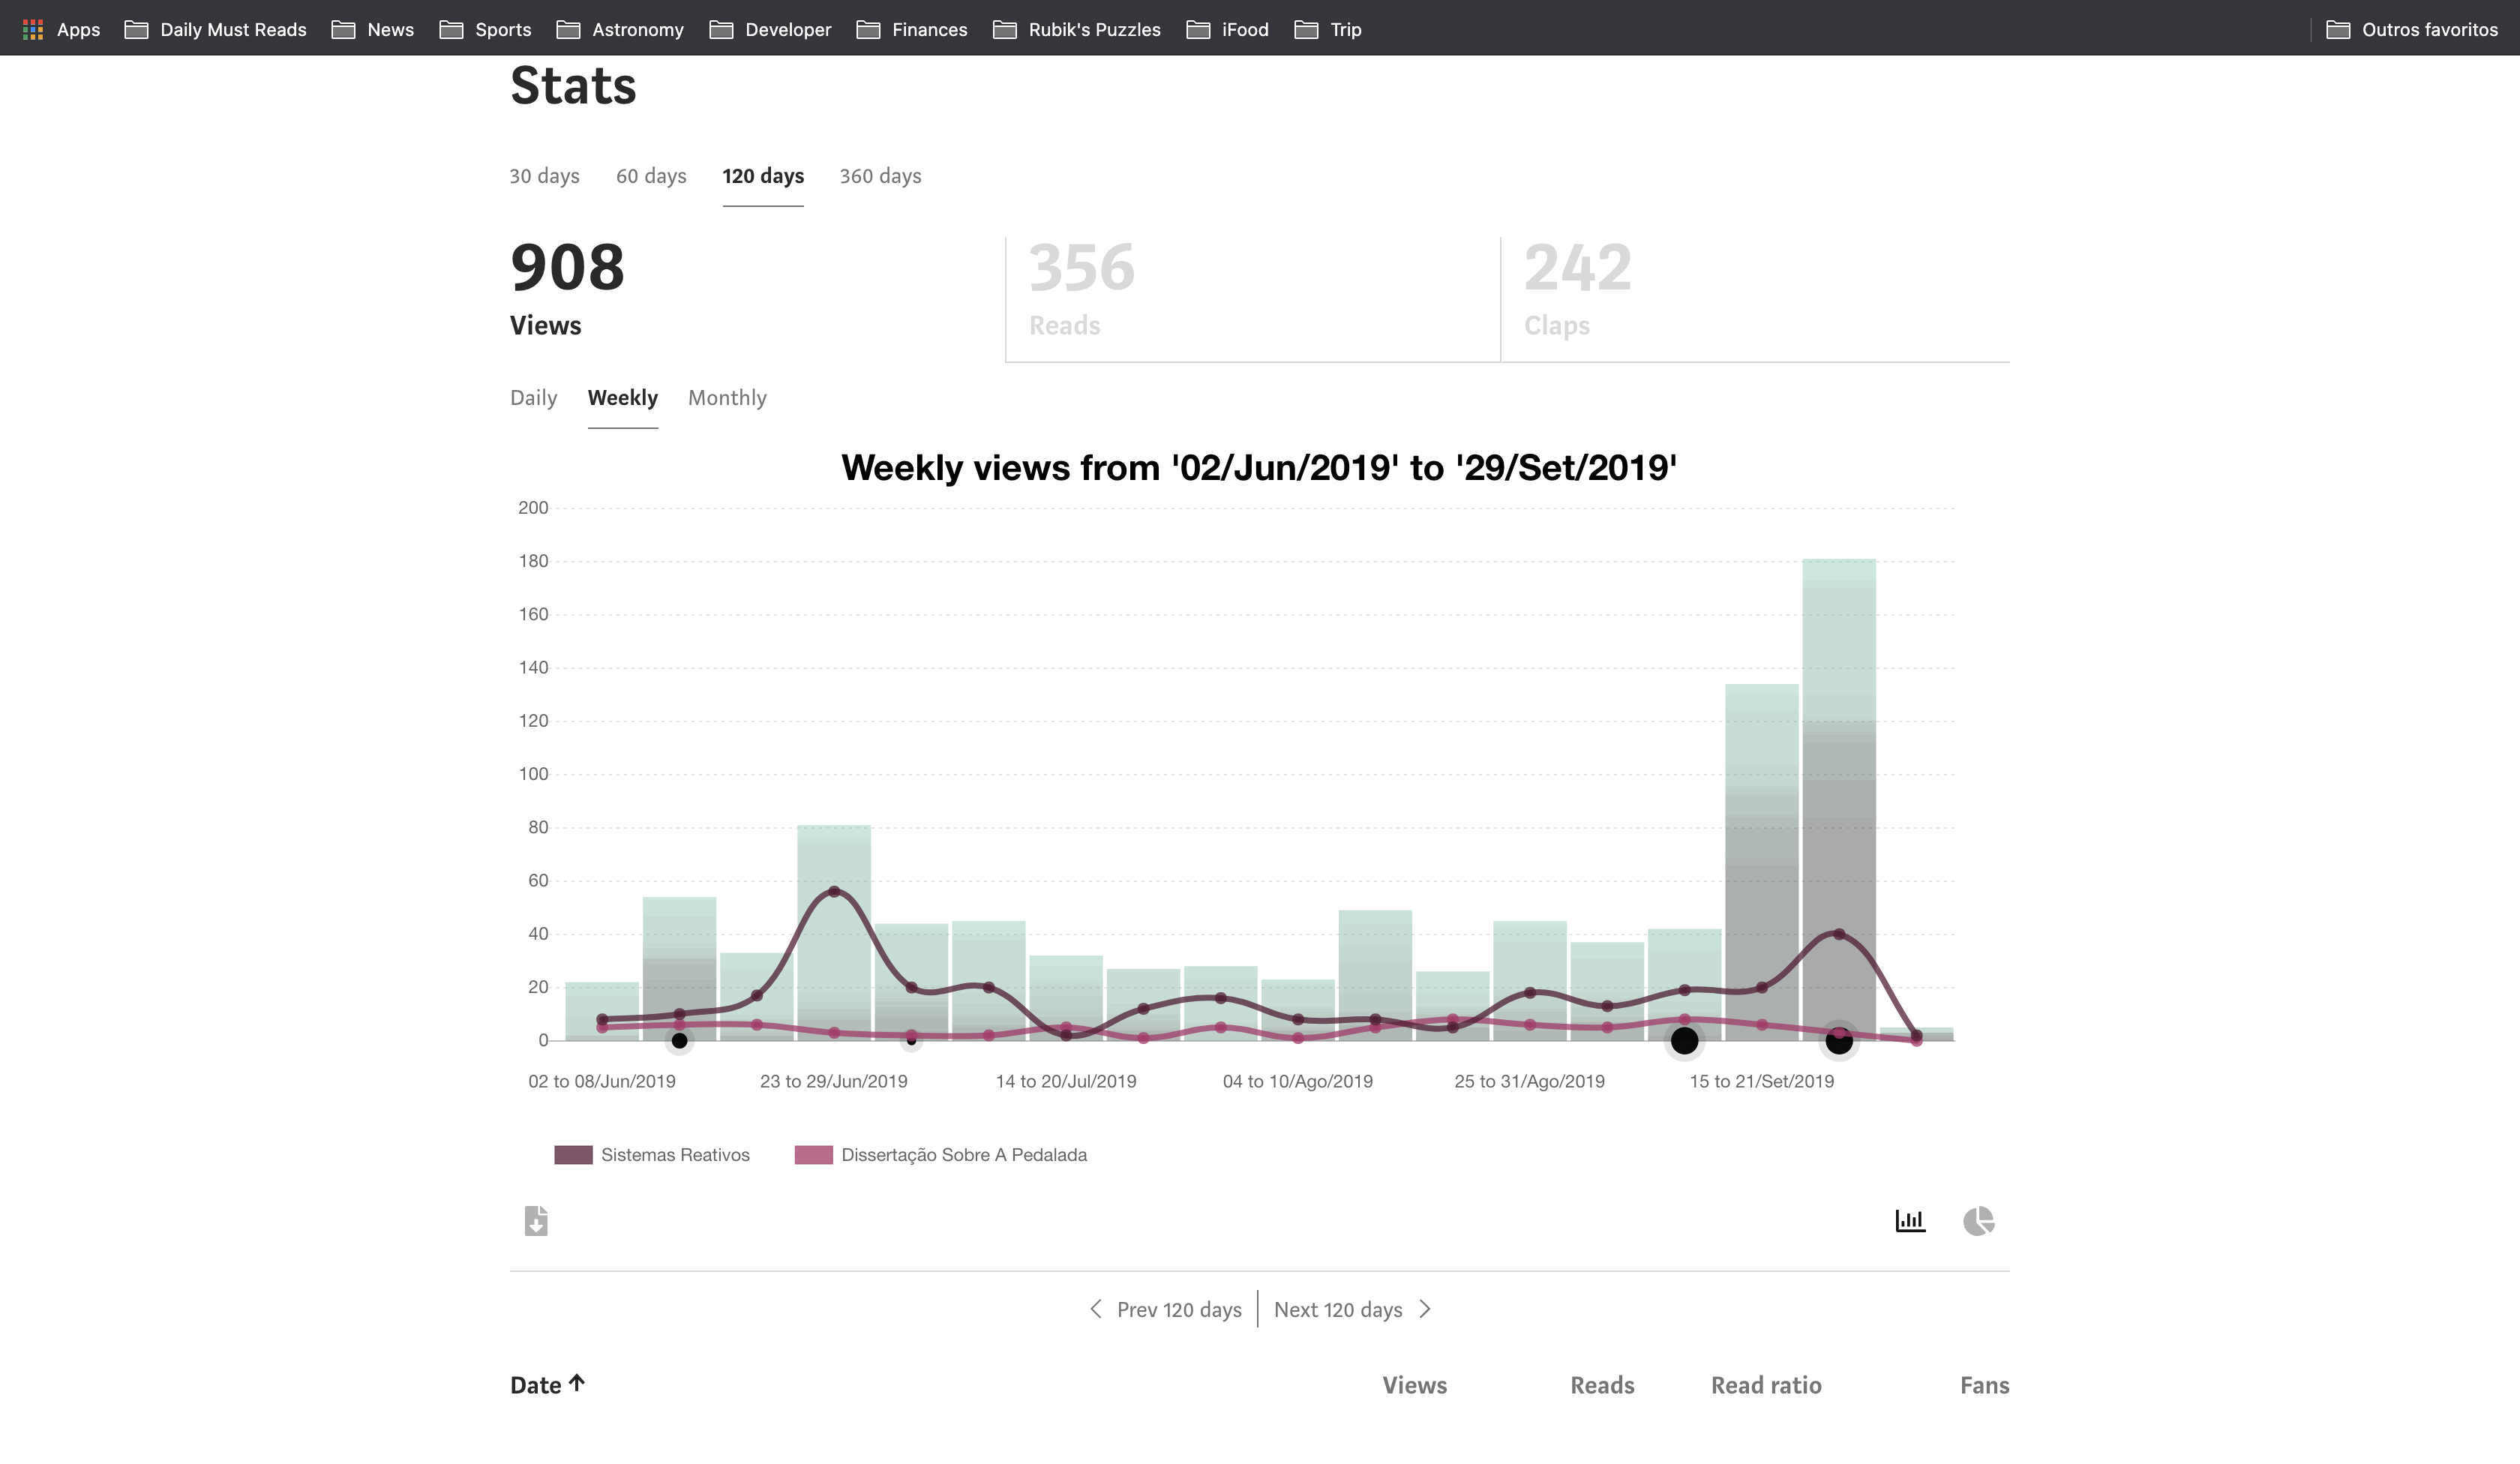 Apps Daily Must Reads News Sports Astronomy Developer Finances Rubik's Puzzles iFood Trip Outros favoritos
Stats
30 days 60 days 120 days 360 days
908 356 242
Views Reads Claps
Daily Weekly Monthly
Weekly views from '02/Jun/2019' to '29/Set/2019'
200
180
160
140
120
100
80
60
40
20
0
02 to 08/Jun/2019 23 to 29/Jun/2019 14 to 20/Jul/2019 04 to 10/Ago/2019 25 to 31/Ago/2019 15 to 21/Set/2019
Sistemas Reativos Dissertação Sobre A Pedalada
Prev 120 days Next 120 days
Date Views Reads Read ratio Fans